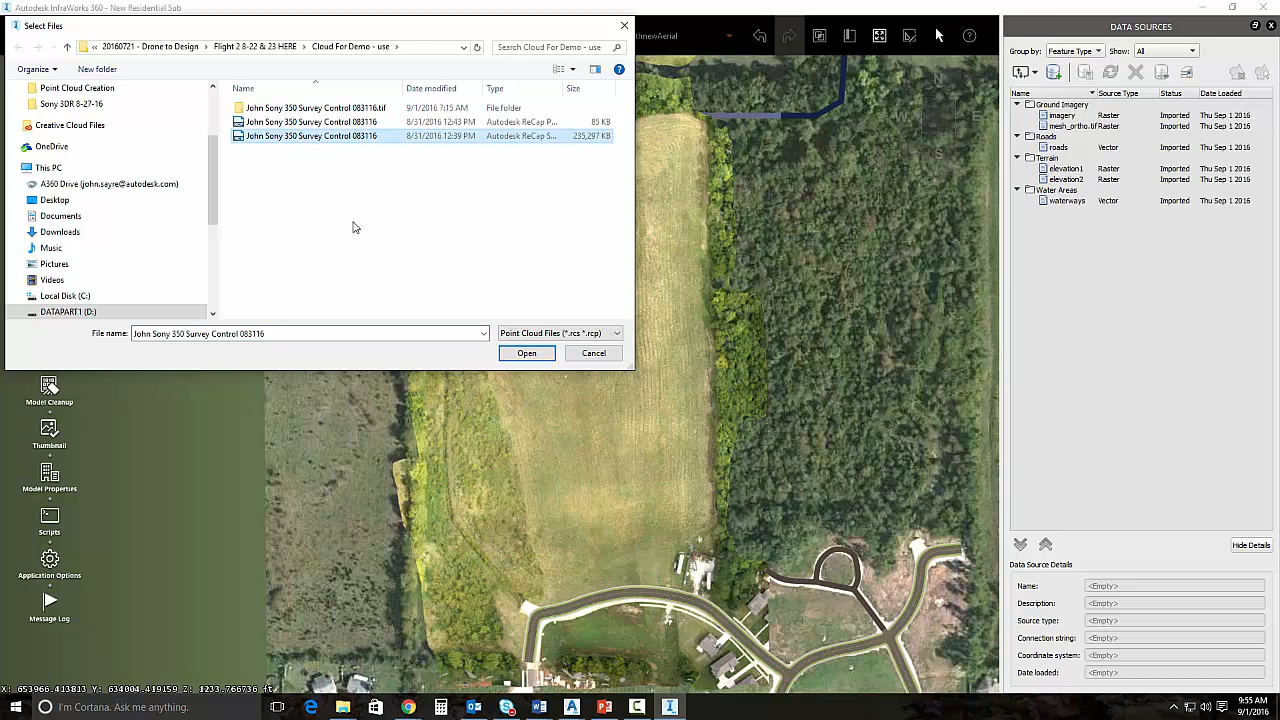 Autodesk InfraWorks 360 - New Residential Sub
Select Files
20160721 - Drone to Design › Flight 2 8-22 & 23 HERE › Cloud For Demo - use ›
Search Cloud For Demo - use
thnewAerial
Organize
New folder
Point Cloud Creation
Sony 3DR 8-27-16
Creative Cloud Files
OneDrive
This PC
A360 Drive (john.sayre@autodesk.com)
Desktop
Documents
Downloads
Music
Pictures
Videos
Local Disk (C:)
DATAPART1 (D:)
Name Date modified Type Size
John Sony 350 Survey Control 083116.tif 9/1/2016 7:15 AM File folder
John Sony 350 Survey Control 083116 8/31/2016 12:43 PM Autodesk ReCap P... 85 KB
John Sony 350 Survey Control 083116 8/31/2016 12:39 PM Autodesk ReCap S... 235,297 KB
File name: John Sony 350 Survey Control 083116 Point Cloud Files (*.rcs *.rcp)
Open Cancel
Model Cleanup
Thumbnail
Model Properties
Scripts
Application Options
Message Log
N
S
DATA SOURCES
Group by: Feature Type Show: All
Name Source Type Status Date Loaded
Ground Imagery
imagery Raster Imported Thu Sep 1 2016
mesh_ortho.tif Raster Imported Thu Sep 1 2016
Roads
roads Vector Imported Thu Sep 1 2016
Terrain
elevation1 Raster Imported Thu Sep 1 2016
elevation2 Raster Imported Thu Sep 1 2016
Water Areas
waterways Vector Imported Thu Sep 1 2016
Hide Details
Data Source Details
Name: <Empty>
Description: <Empty>
Source type: <Empty>
Connection string: <Empty>
Coordinate system: <Empty>
Date loaded: <Empty>
I'm Cortana. Ask me anything.
9:55 AM
9/1/2016